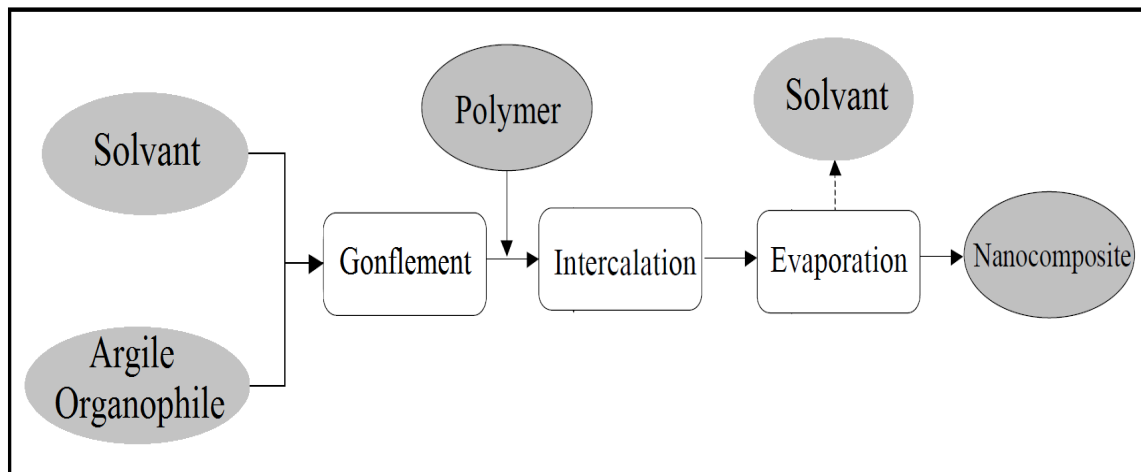 Solvant
Argile
Organophile
Gonflement
Polymer
Intercalation
Evaporation
Solvant
Nanocomposite